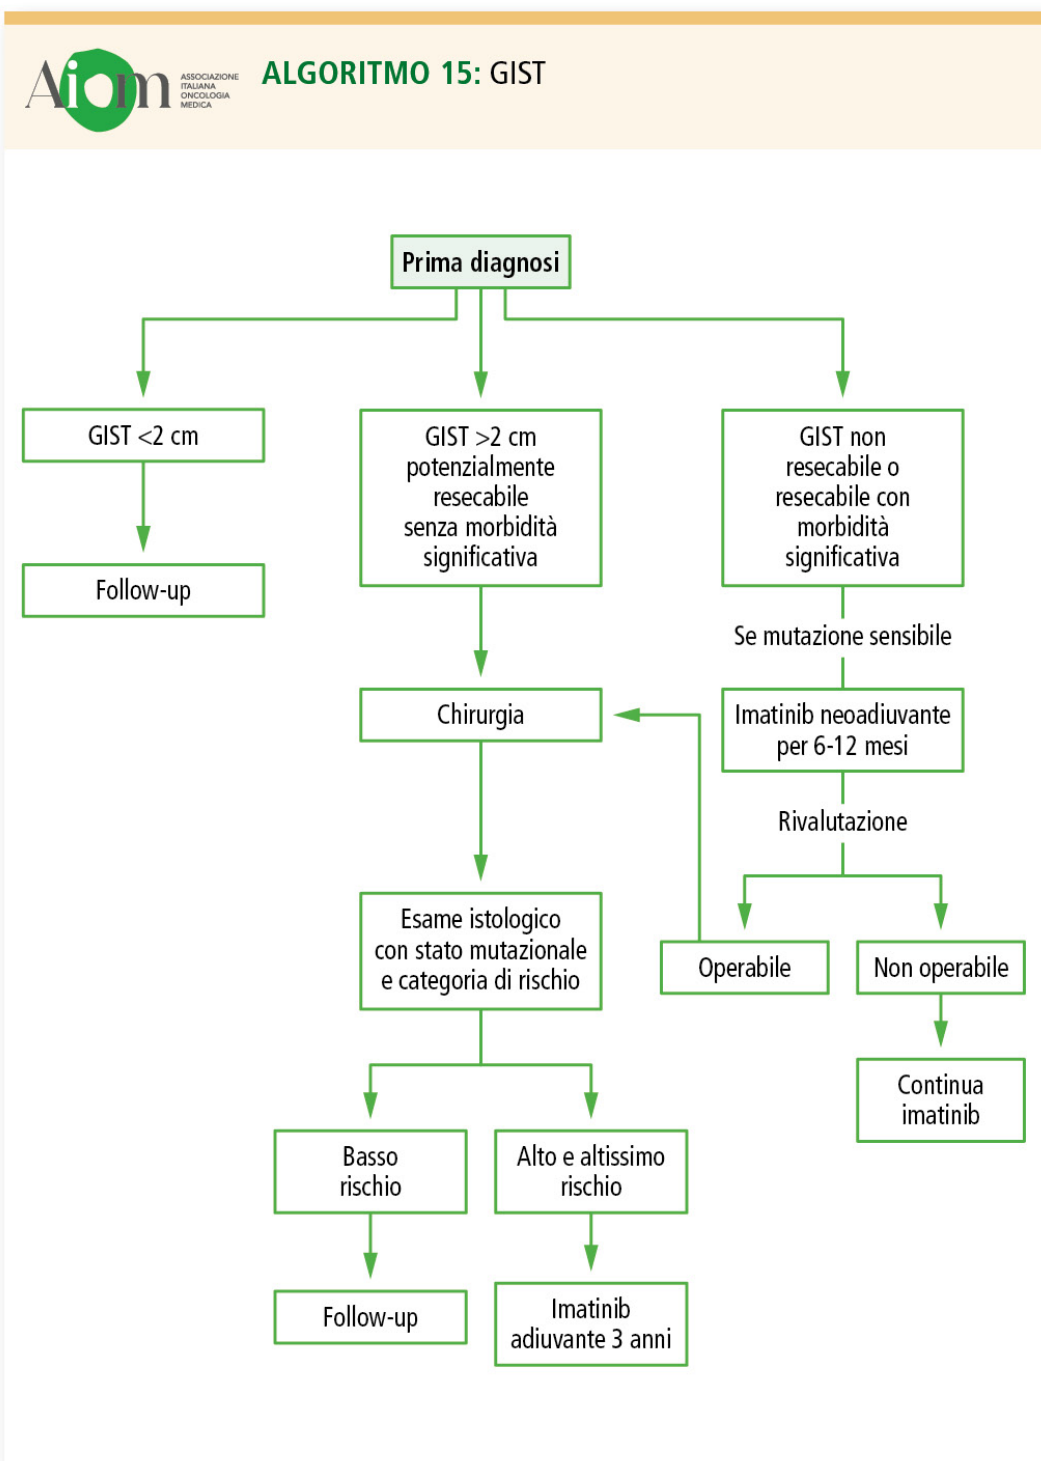 Aiom
ASSOCIAZIONE
ITALIANA
ONCOLOGIA
MEDICA
ALGORITMO 15: GIST
Prima diagnosi
GIST <2 cm
Follow-up
GIST >2 cm
potenzialmente
resecabile
senza morbidità
significativa
GIST non
resecabile o
resecabile con
morbidità
significativa
Se mutazione sensibile
Chirurgia
Imatinib neoadiuvante
per 6-12 mesi
Rivalutazione
Esame istologico
con stato mutazionale
e categoria di rischio
Operabile
Non operabile
Continua
imatinib
Basso
rischio
Alto e altissimo
rischio
Follow-up
Imatinib
adiuvante 3 anni